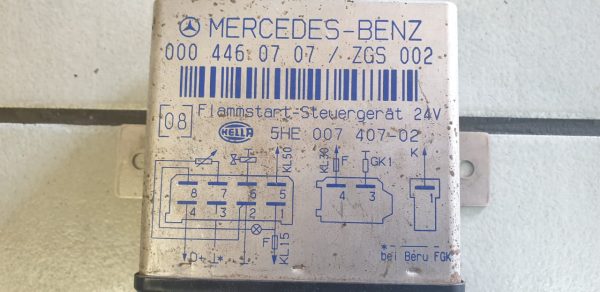 MERCEDES-BENZ
000 446 07 07 / ZGS 002
08 Flammstart-Steuergerät 24V
HELLA 5HE 007 407-02
KL50 KL30 F GK1 K
8 7 6 5 4 3 1
4 3 2 1
F KL15
D+ ⊥* ⊥
*=
bei Beru FGK